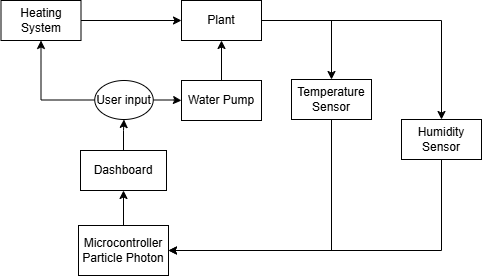 Heating
System
Plant
User input
Water Pump
Temperature
Sensor
Humidity
Sensor
Dashboard
Microcontroller
Particle Photon